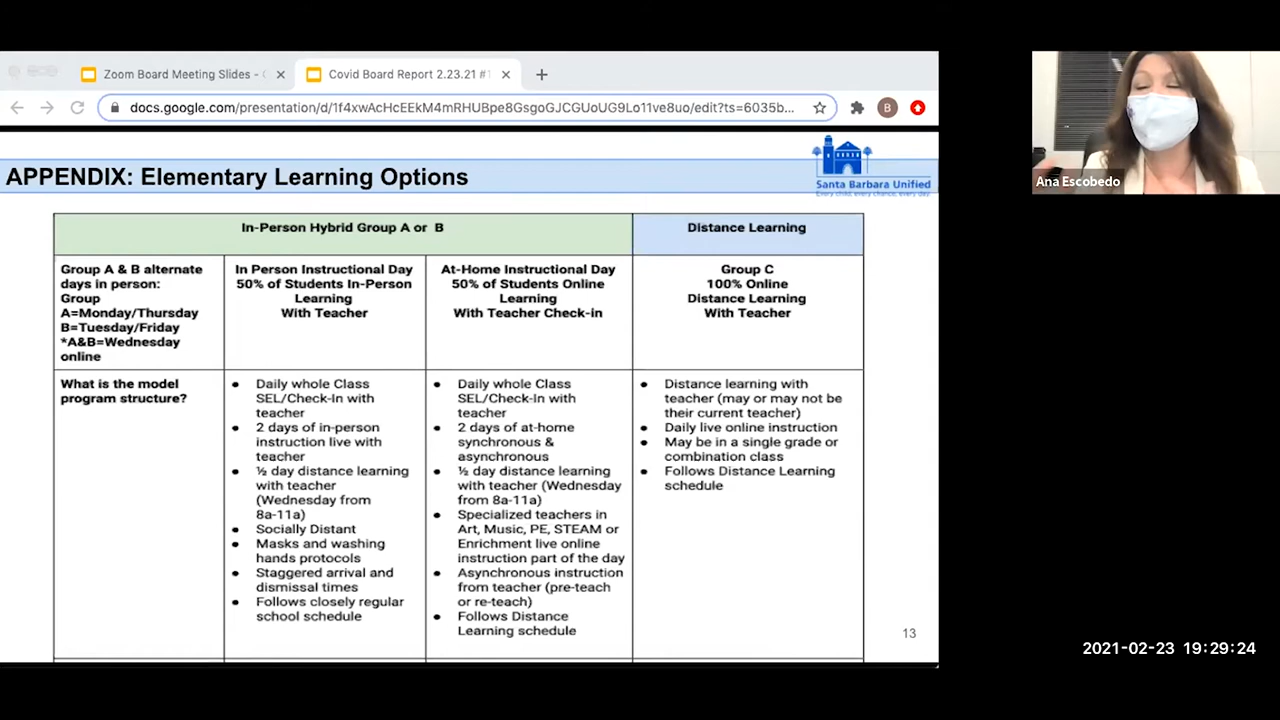 Zoom Board Meeting Slides -
Covid Board Report 2.23.21 #1
docs.google.com/presentation/d/1f4xwAcHcEEkM4mRHUBpe8GsgoGJCGUoUG9Lo11ve8uo/edit?ts=6035b...
B
Ana Escobedo
APPENDIX: Elementary Learning Options
Santa Barbara Unified
Every child, every chance, every day.
In-Person Hybrid Group A or B
Distance Learning
Group A & B alternate
days in person:
Group
A=Monday/Thursday
B=Tuesday/Friday
*A&B=Wednesday
online
In Person Instructional Day
50% of Students In-Person
Learning
With Teacher
At-Home Instructional Day
50% of Students Online
Learning
With Teacher Check-in
Group C
100% Online
Distance Learning
With Teacher
What is the model
program structure?
● Daily whole Class
SEL/Check-In with
teacher
● 2 days of in-person
instruction live with
teacher
● ½ day distance learning
with teacher
(Wednesday from
8a-11a)
● Socially Distant
● Masks and washing
hands protocols
● Staggered arrival and
dismissal times
● Follows closely regular
school schedule
● Daily whole Class
SEL/Check-In with
teacher
● 2 days of at-home
synchronous &
asynchronous
● ½ day distance learning
with teacher (Wednesday
from 8a-11a)
● Specialized teachers in
Art, Music, PE, STEAM or
Enrichment live online
instruction part of the day
● Asynchronous instruction
from teacher (pre-teach
or re-teach)
● Follows Distance
Learning schedule
● Distance learning with
teacher (may or may not be
their current teacher)
● Daily live online instruction
● May be in a single grade or
combination class
● Follows Distance Learning
schedule
13
2021-02-23 19:29:24